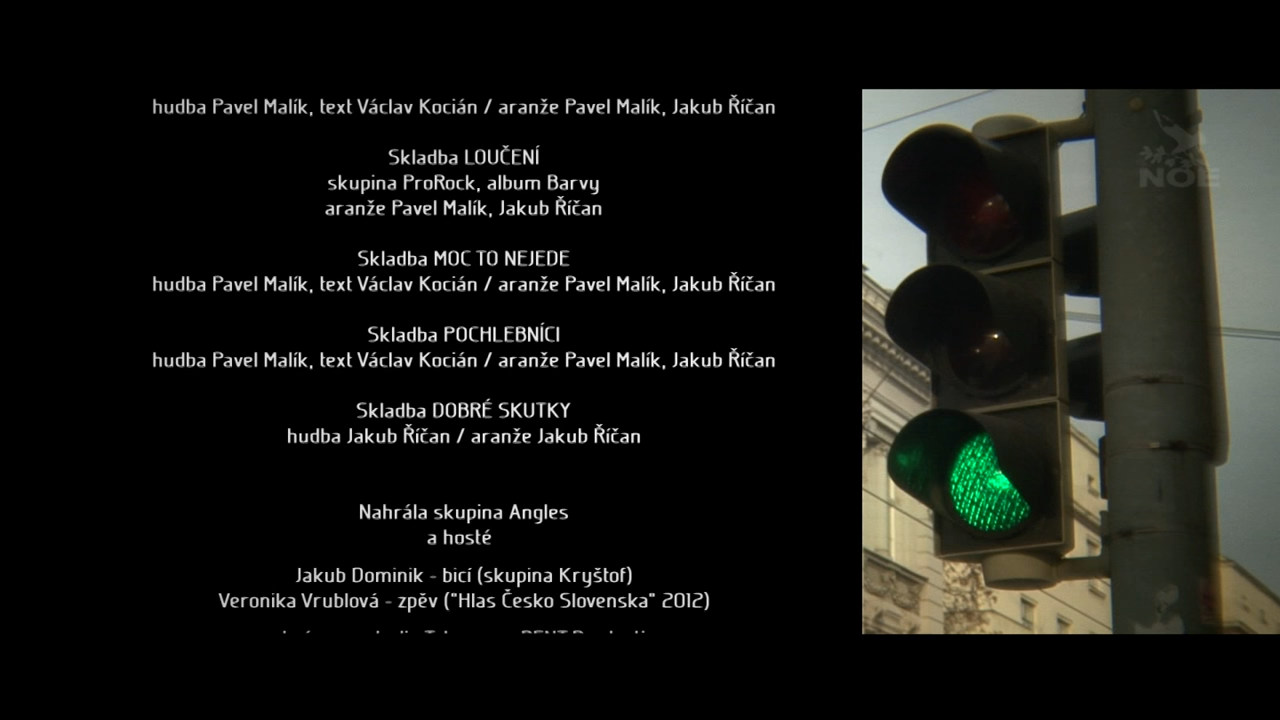 hudba Pavel Malík, text Václav Kocián / aranže Pavel Malík, Jakub Říčan
Skladba LOUČENÍ
skupina ProRock, album Barvy
aranže Pavel Malík, Jakub Říčan
Skladba MOC TO NEJEDE
hudba Pavel Malík, text Václav Kocián / aranže Pavel Malík, Jakub Říčan
Skladba POCHLEBNÍCI
hudba Pavel Malík, text Václav Kocián / aranže Pavel Malík, Jakub Říčan
Skladba DOBRÉ SKUTKY
hudba Jakub Říčan / aranže Jakub Říčan
Nahrála skupina Angles
a hosté
Jakub Dominik - bicí (skupina Kryštof)
Veronika Vrublová - zpěv ("Hlas Česko Slovenska" 2012)
NOE